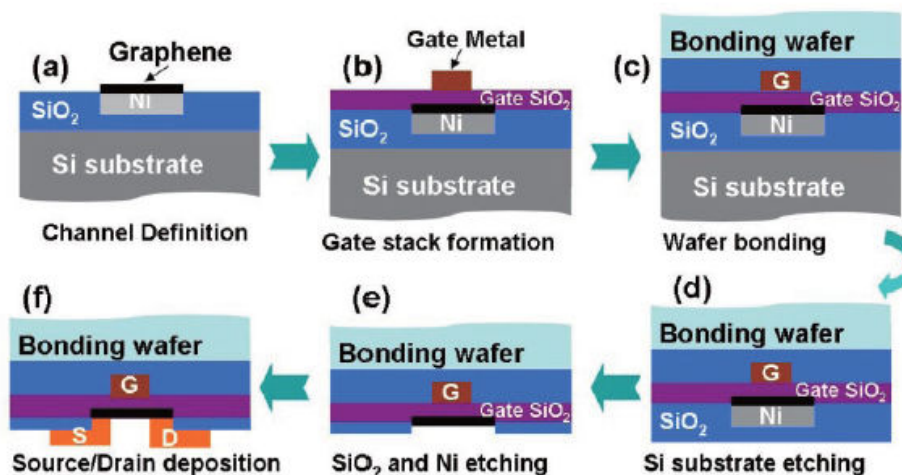 (a)
Graphene
Ni
SiO₂
Si substrate
Channel Definition
(b)
Gate Metal
Gate SiO₂
Ni
SiO₂
Si substrate
Gate stack formation
(c)
Bonding wafer
G
Gate SiO₂
Ni
SiO₂
Si substrate
Wafer bonding
(d)
Bonding wafer
G
Gate SiO₂
Ni
SiO₂
Si substrate etching
(e)
Bonding wafer
G
Gate SiO₂
SiO₂ and Ni etching
(f)
Bonding wafer
G
S
D
Source/Drain deposition